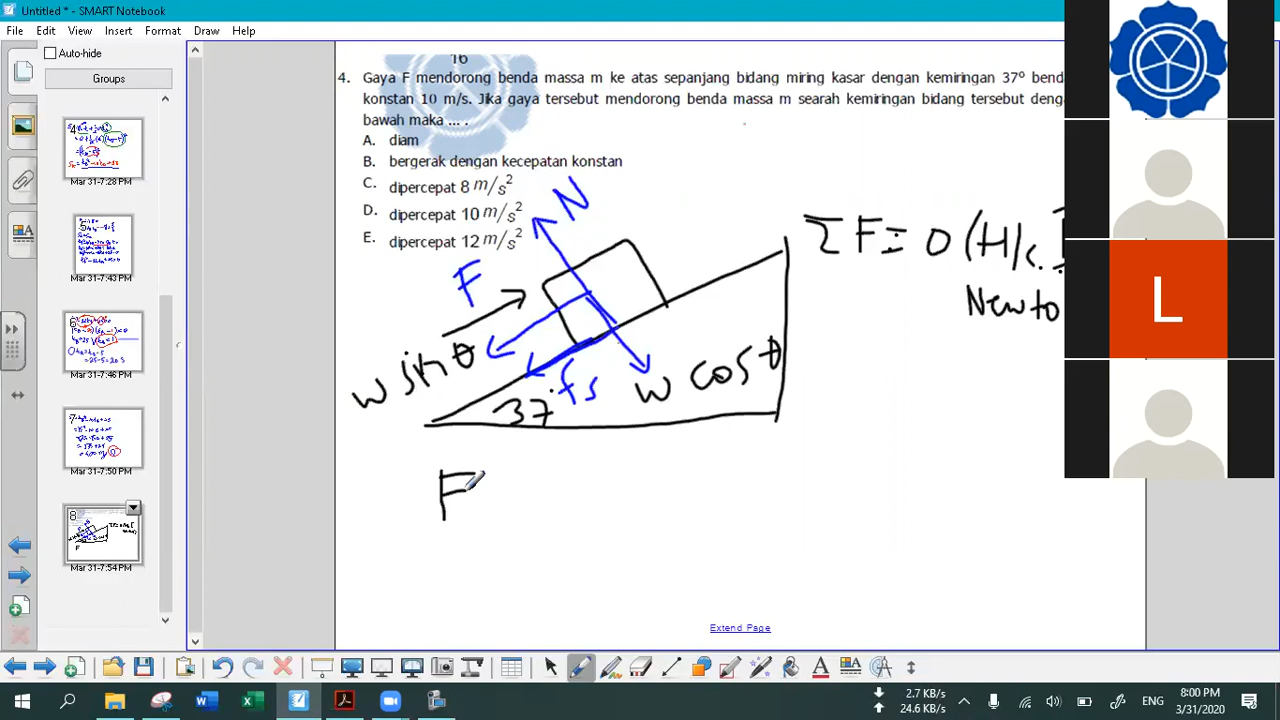 Untitled * - SMART Notebook
File Edit View Insert Format Draw Help
Auto-hide
Groups
Mar 31-7:28 PM
Mar 31-7:46 PM
Mar 31-7:50 PM
8
Mar 31-7:54 PM
16
4. Gaya F mendorong benda massa m ke atas sepanjang bidang miring kasar dengan kemiringan 37° bend
konstan 10 m/s. Jika gaya tersebut mendorong benda massa m searah kemiringan bidang tersebut deng
bawah maka ... .
A. diam
B. bergerak dengan kecepatan konstan
C. dipercepat 8 m/s²
D. dipercepat 10 m/s²
E. dipercepat 12 m/s²
N
F
w sin θ
fs
w cos θ
37°
ΣF = 0 (Hk. I
Newto
F
L
Extend Page
2.7 KB/s
24.6 KB/s
ENG
8:00 PM
3/31/2020